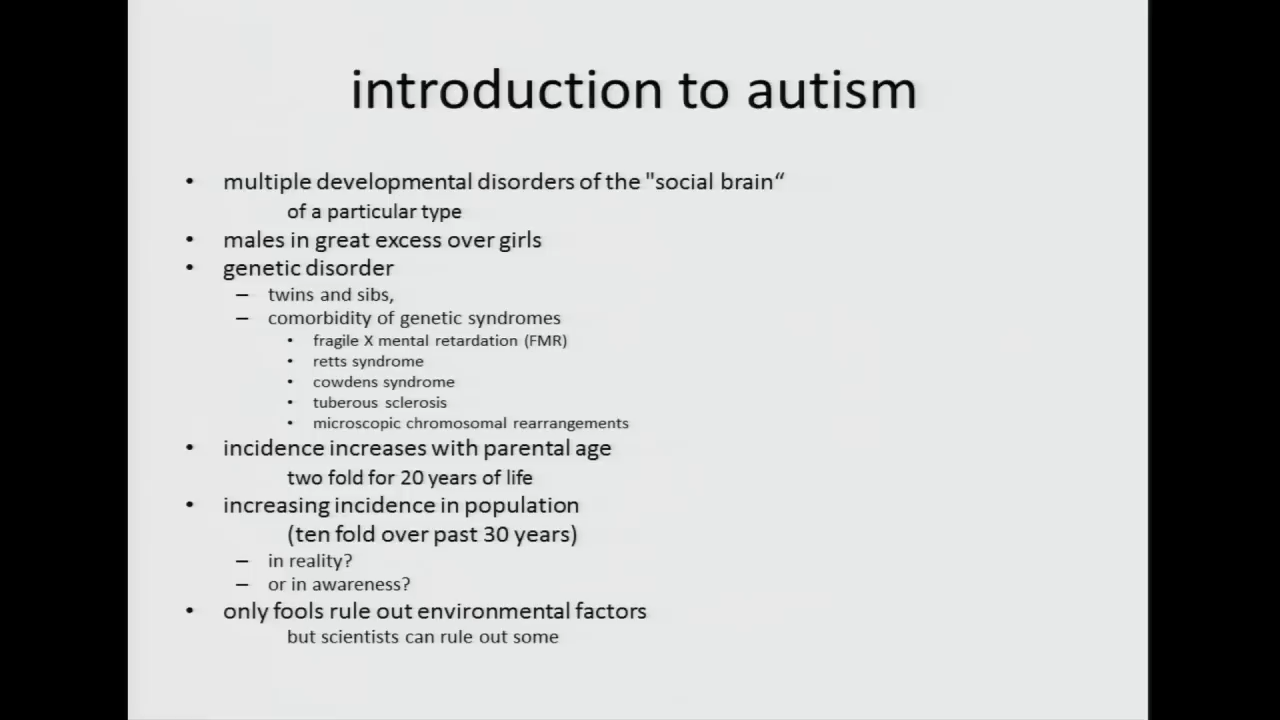 introduction to autism
• multiple developmental disorders of the "social brain“
of a particular type
• males in great excess over girls
• genetic disorder
– twins and sibs,
– comorbidity of genetic syndromes
• fragile X mental retardation (FMR)
• retts syndrome
• cowdens syndrome
• tuberous sclerosis
• microscopic chromosomal rearrangements
• incidence increases with parental age
two fold for 20 years of life
• increasing incidence in population
(ten fold over past 30 years)
– in reality?
– or in awareness?
• only fools rule out environmental factors
but scientists can rule out some